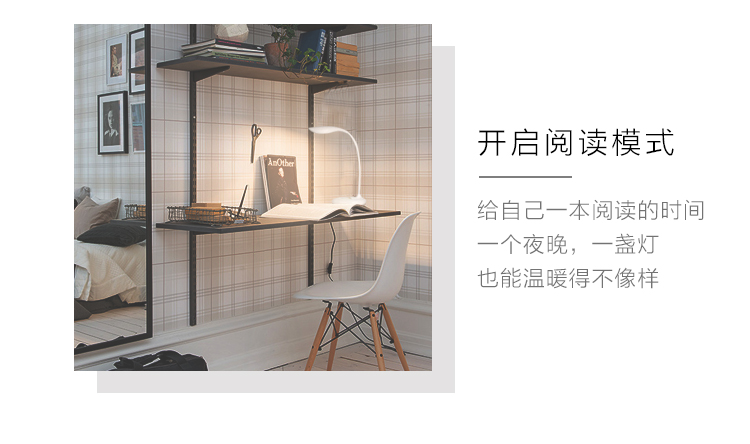 AnOther
开启阅读模式
给自己一本阅读的时间
一个夜晚，一盏灯
也能温暖得不像样